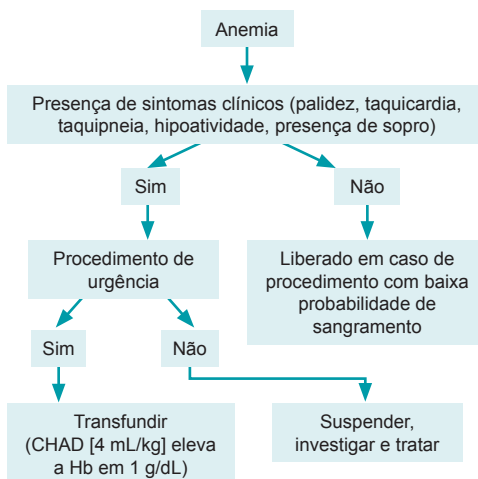 Anemia
Presença de sintomas clínicos (palidez, taquicardia,
taquipneia, hipoatividade, presença de sopro)
Sim
Não
Procedimento de
urgência
Liberado em caso de
procedimento com baixa
probabilidade de
sangramento
Sim
Não
Transfundir
(CHAD [4 mL/kg] eleva
a Hb em 1 g/dL)
Suspender,
investigar e tratar